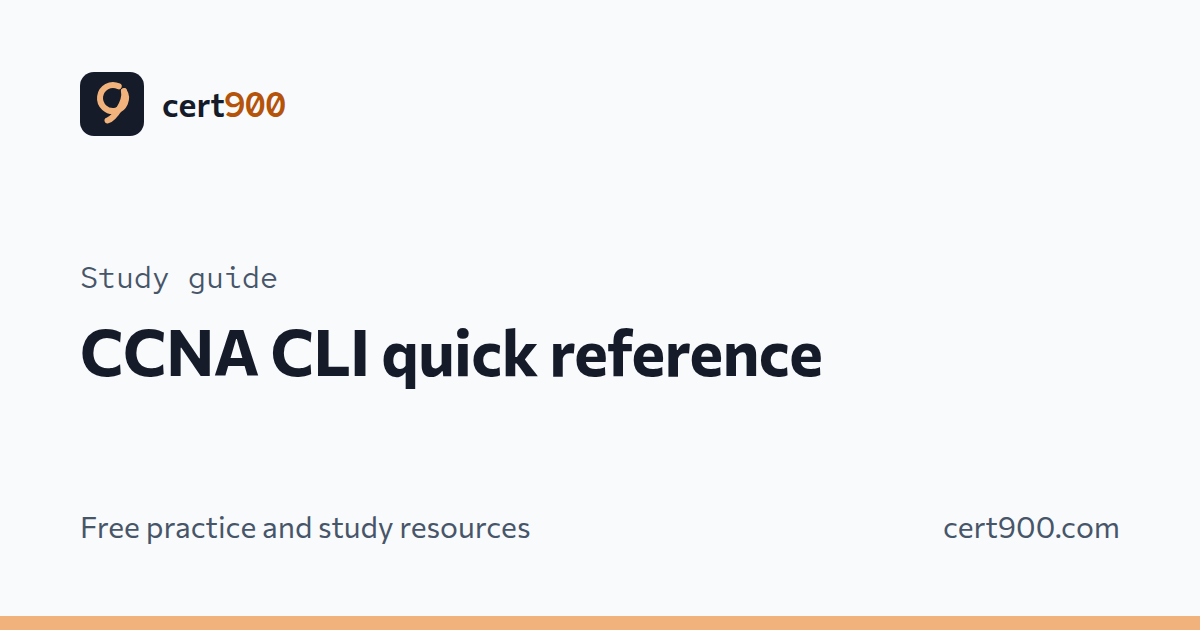 cert900
Study guide
CCNA CLI quick reference
Free practice and study resources
cert900.com